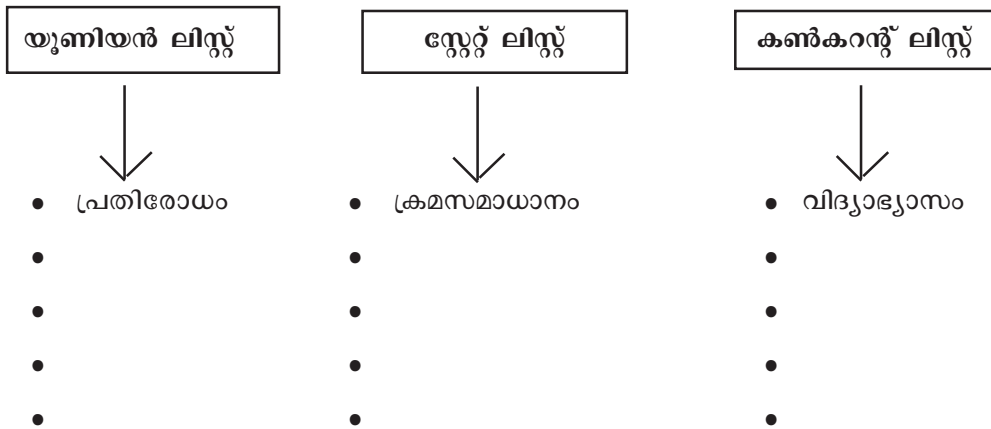 യൂണിയൻ ലിസ്റ്റ്
സ്റ്റേറ്റ് ലിസ്റ്റ്
കൺകറന്റ് ലിസ്റ്റ്
• പ്രതിരോധം
• ക്രമസമാധാനം
• വിദ്യാഭ്യാസം